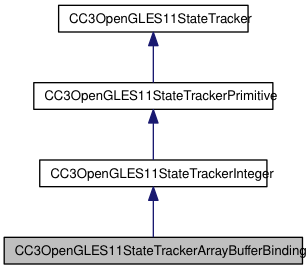 CC3OpenGLES11StateTracker
CC3OpenGLES11StateTrackerPrimitive
CC3OpenGLES11StateTrackerInteger
CC3OpenGLES11StateTrackerArrayBufferBinding